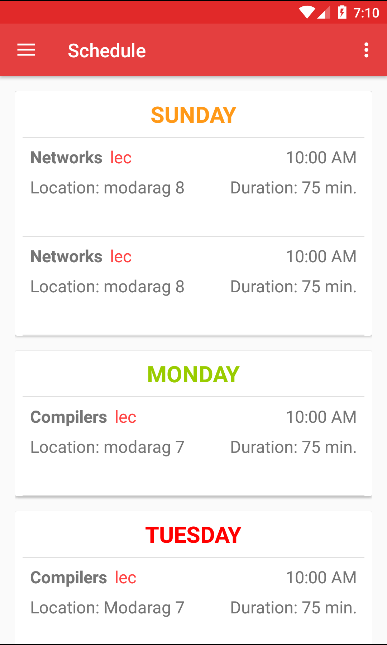 7:10
Schedule
SUNDAY
Networks lec 10:00 AM
Location: modarag 8 Duration: 75 min.
Networks lec 10:00 AM
Location: modarag 8 Duration: 75 min.
MONDAY
Compilers lec 10:00 AM
Location: modarag 7 Duration: 75 min.
TUESDAY
Compilers lec 10:00 AM
Location: Modarag 7 Duration: 75 min.